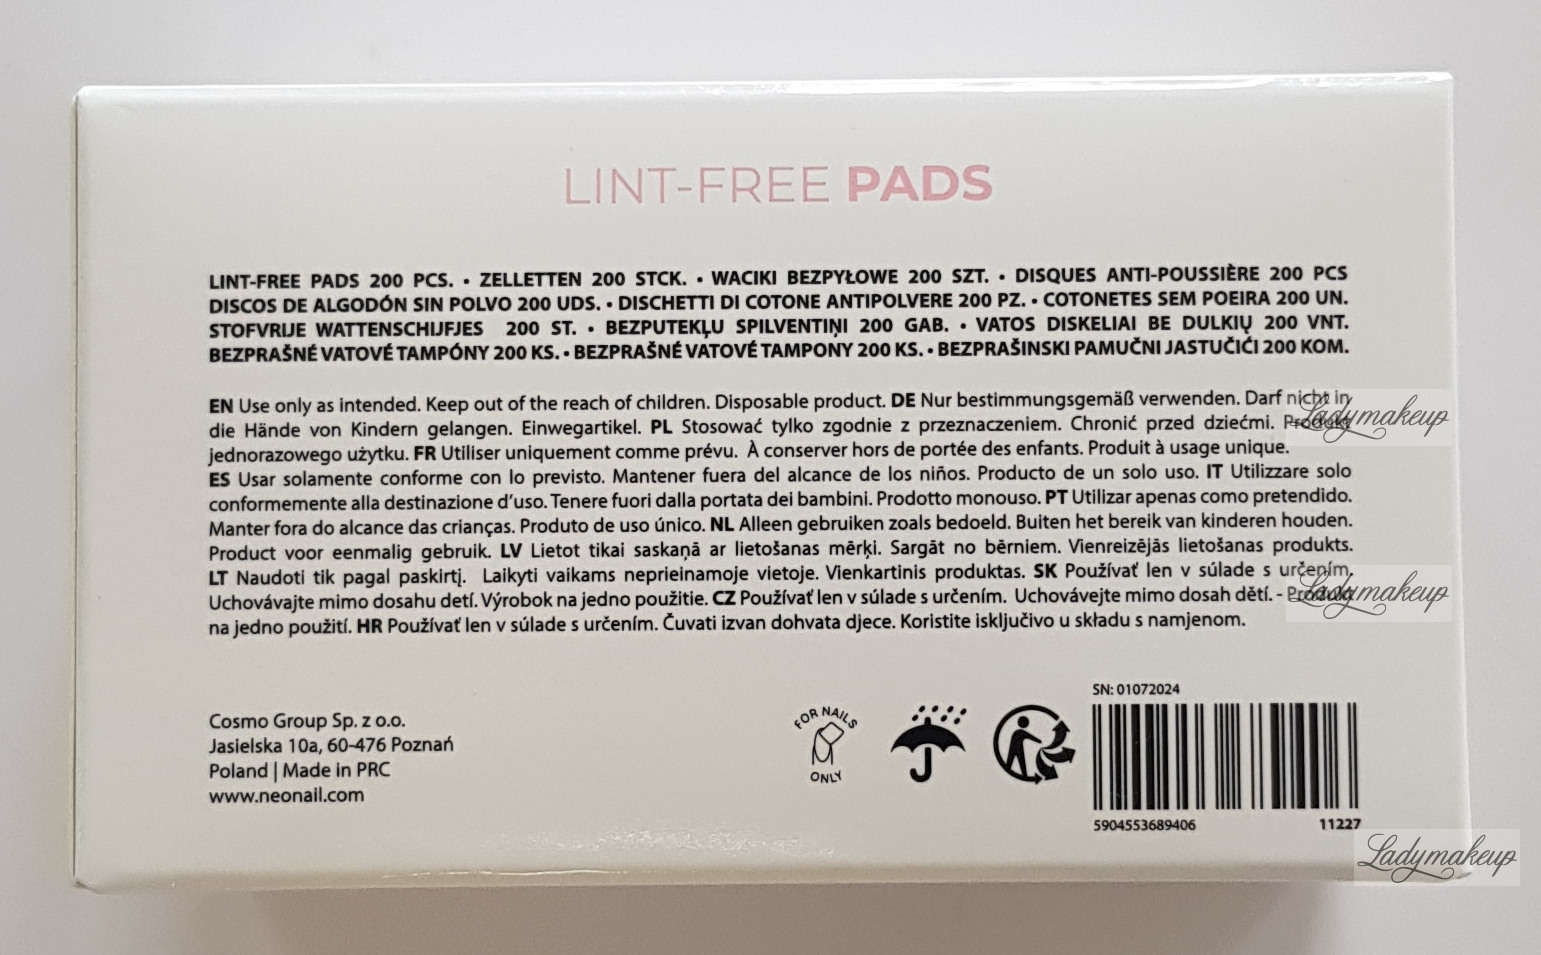 LINT-FREE PADS
LINT-FREE PADS 200 PCS. • ZELLETTEN 200 STCK. • WACIKI BEZPYŁOWE 200 SZT. • DISQUES ANTI-POUSSIÈRE 200 PCS
DISCOS DE ALGODÓN SIN POLVO 200 UDS. • DISCHETTI DI COTONE ANTIPOLVERE 200 PZ. • COTONETES SEM POEIRA 200 UN.
STOFVRIJE WATTENSCHIJFJES 200 ST. • BEZPUTEKĻU SPILVENTIŅI 200 GAB. • VATOS DISKELIAI BE DULKIŲ 200 VNT.
BEZPRAŠNÉ VATOVÉ TAMPÓNY 200 KS. • BEZPRAŠNÉ VATOVÉ TAMPONY 200 KS. • BEZPRAŠINSKI PAMUČNI JASTUČIĆI 200 KOM.
EN Use only as intended. Keep out of the reach of children. Disposable product. DE Nur bestimmungsgemäß verwenden. Darf nicht in
die Hände von Kindern gelangen. Einwegartikel. PL Stosować tylko zgodnie z przeznaczeniem. Chronić przed dziećmi. Produkt
jednorazowego użytku. FR Utiliser uniquement comme prévu. À conserver hors de portée des enfants. Produit à usage unique.
ES Usar solamente conforme con lo previsto. Mantener fuera del alcance de los niños. Producto de un solo uso. IT Utilizzare solo
conformemente alla destinazione d'uso. Tenere fuori dalla portata dei bambini. Prodotto monouso. PT Utilizar apenas como pretendido.
Manter fora do alcance das crianças. Produto de uso único. NL Alleen gebruiken zoals bedoeld. Buiten het bereik van kinderen houden.
Product voor eenmalig gebruik. LV Lietot tikai saskaņā ar lietošanas mērķi. Sargāt no bērniem. Vienreizējās lietošanas produkts.
LT Naudoti tik pagal paskirtį. Laikyti vaikams neprieinamoje vietoje. Vienkartinis produktas. SK Používať len v súlade s určením.
Uchovávajte mimo dosahu detí. Výrobok na jedno použitie. CZ Používať len v súlade s určením. Uchovávejte mimo dosah dětí. -
na jedno použití. HR Používať len v súlade s určením. Čuvati izvan dohvata djece. Koristite isključivo u składu s namjenom.
Cosmo Group Sp. z o.o.
Jasielska 10a, 60-476 Poznań
Poland | Made in PRC
www.neonail.com
FOR NAILS
ONLY
SN: 01072024
5904553689406 11227
Ladymakeup
Ladymakeup
Ladymakeup